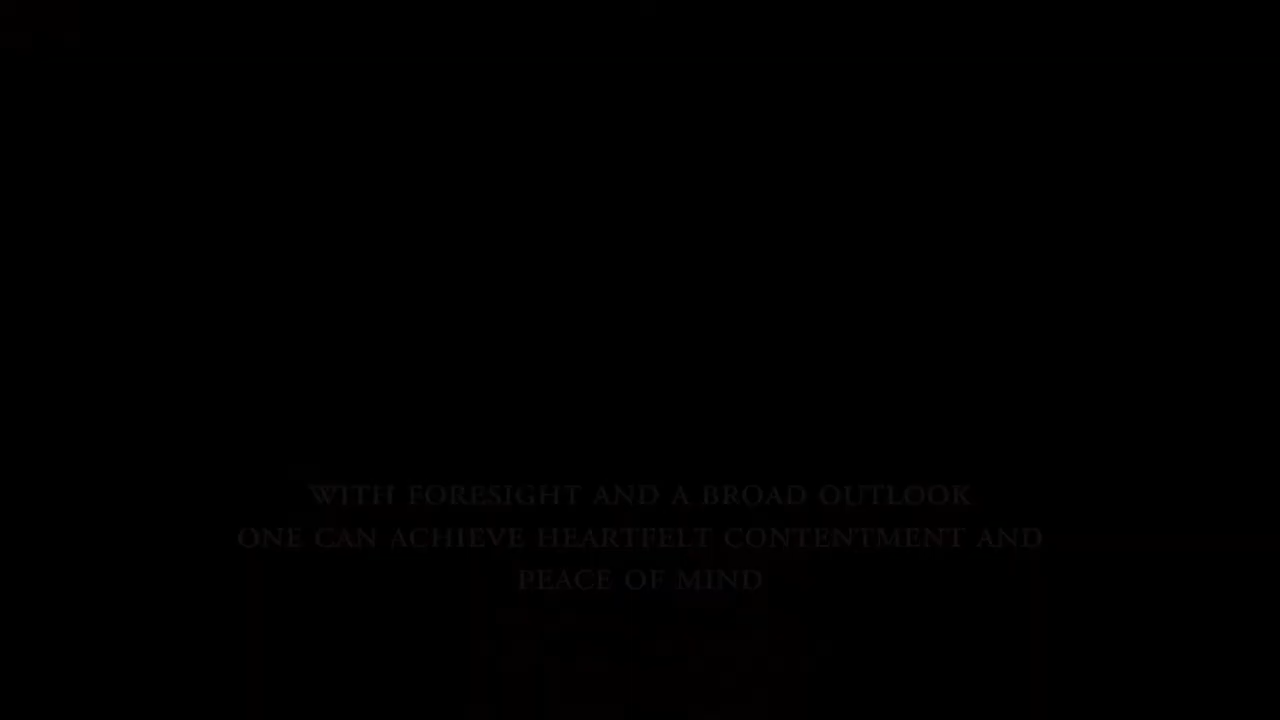 WITH FORESIGHT AND A BROAD OUTLOOK
ONE CAN ACHIEVE HEARTFELT CONTENTMENT AND
PEACE OF MIND